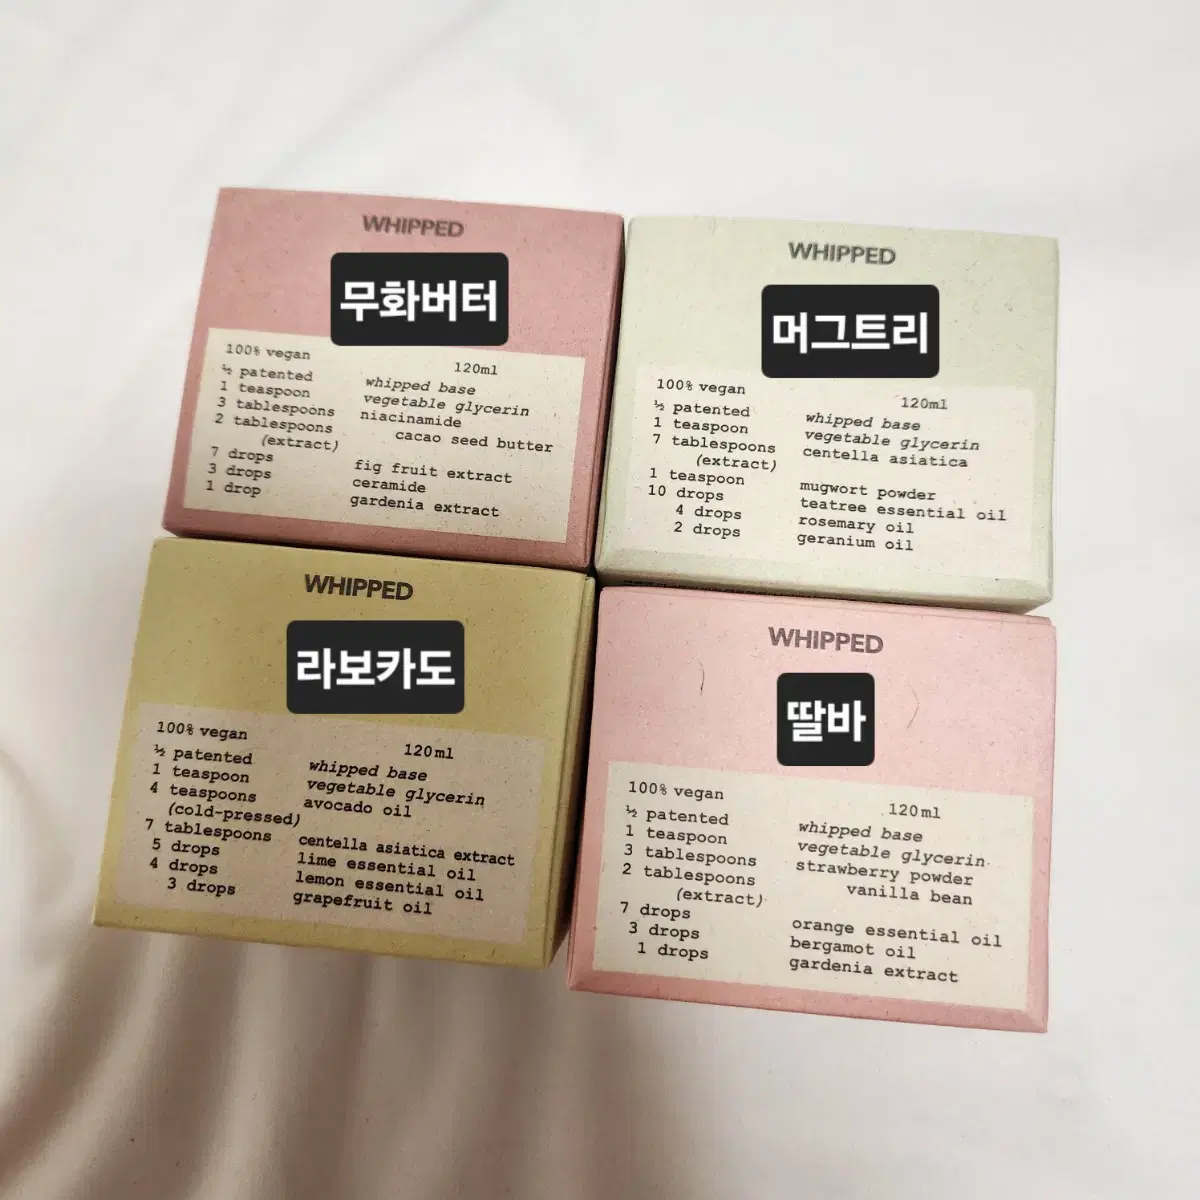 WHIPPED
무화버터
100% vegan 120ml
½ patented whipped base
1 teaspoon vegetable glycerin
3 tablespoons niacinamide
2 tablespoons cacao seed butter
(extract)
7 drops fig fruit extract
3 drops ceramide
1 drop gardenia extract
WHIPPED
머그트리
100% vegan 120ml
½ patented whipped base
1 teaspoon vegetable glycerin
7 tablespoons centella asiatica
(extract)
1 teaspoon mugwort powder
10 drops teatree essential oil
4 drops rosemary oil
2 drops geranium oil
WHIPPED
라보카도
100% vegan 120ml
½ patented whipped base
1 teaspoon vegetable glycerin
4 teaspoons avocado oil
(cold-pressed)
7 tablespoons centella asiatica extract
5 drops lime essential oil
4 drops lemon essential oil
3 drops grapefruit oil
WHIPPED
딸바
100% vegan 120ml
½ patented whipped base
1 teaspoon vegetable glycerin
3 tablespoons strawberry powder
2 tablespoons vanilla bean
(extract)
7 drops orange essential oil
3 drops bergamot oil
1 drops gardenia extract